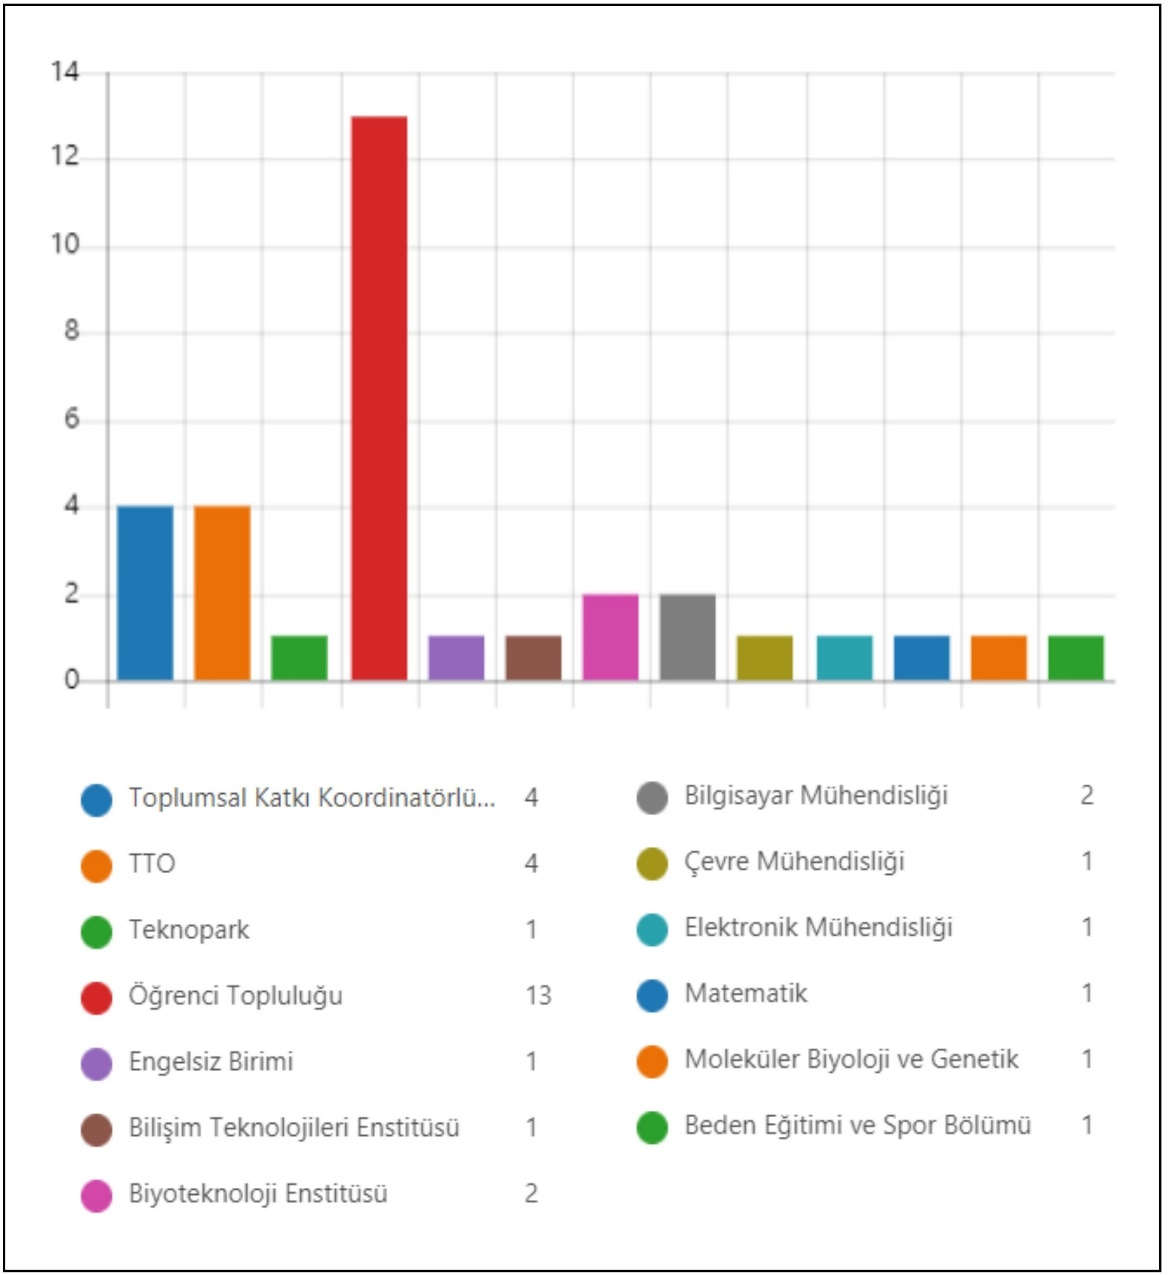 14
12
10
8
6
4
2
0
Toplumsal Katkı Koordinatörlü... 4
TTO 4
Teknopark 1
Öğrenci Topluluğu 13
Engelsiz Birimi 1
Bilişim Teknolojileri Enstitüsü 1
Biyoteknoloji Enstitüsü 2
Bilgisayar Mühendisliği 2
Çevre Mühendisliği 1
Elektronik Mühendisliği 1
Matematik 1
Moleküler Biyoloji ve Genetik 1
Beden Eğitimi ve Spor Bölümü 1